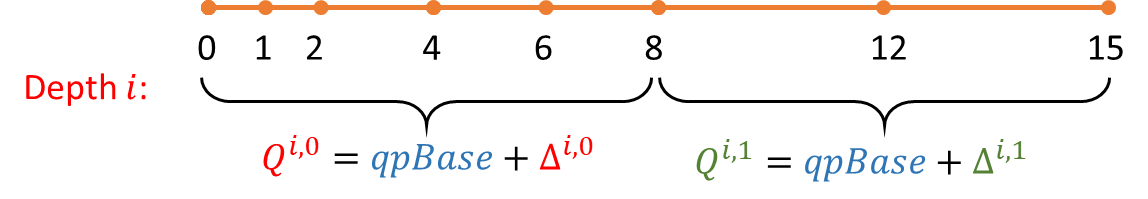 0 1 2 4 6 8 12 15
Depth i:
Q^{i,0} = qpBase + Δ^{i,0} Q^{i,1} = qpBase + Δ^{i,1}